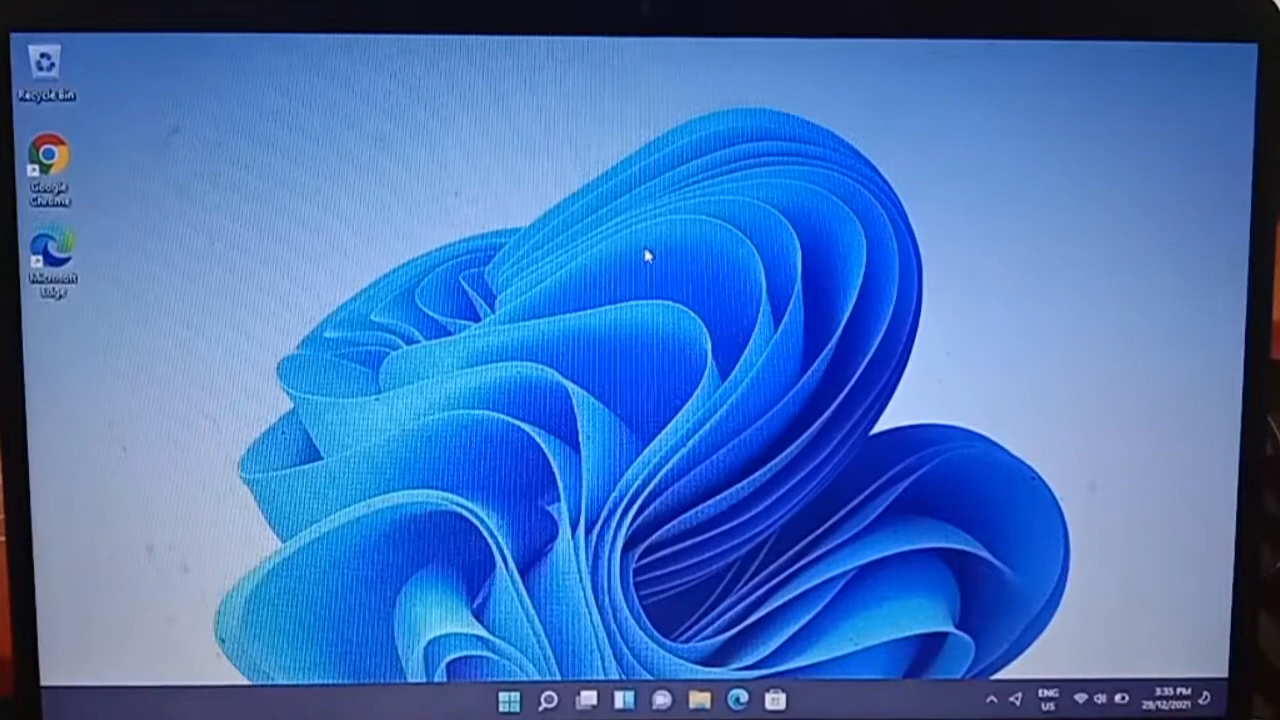 Recycle Bin
Google
Chrome
Microsoft
Edge
ENG
US
3:35 PM
29/12/2021